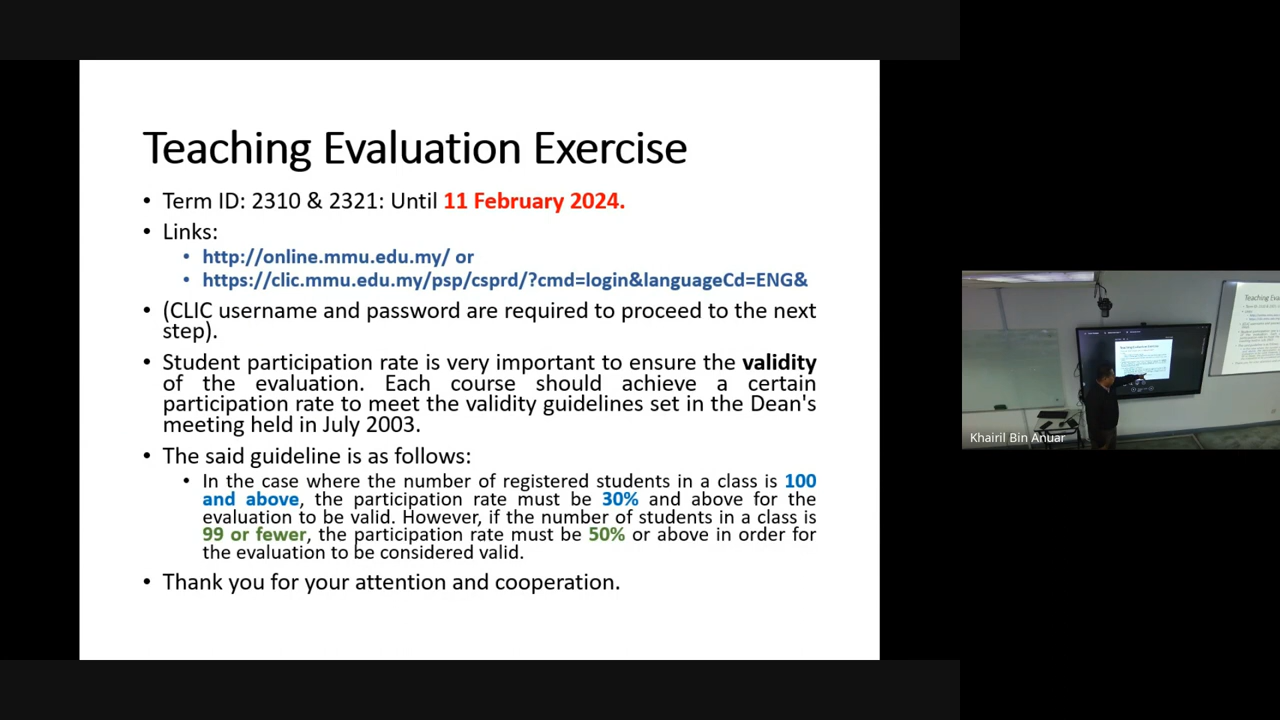 Teaching Evaluation Exercise
• Term ID: 2310 & 2321: Until 11 February 2024.
• Links:
• http://online.mmu.edu.my/ or
• https://clic.mmu.edu.my/psp/csprd/?cmd=login&languageCd=ENG&
• (CLIC username and password are required to proceed to the next
step).
• Student participation rate is very important to ensure the validity
of the evaluation. Each course should achieve a certain
participation rate to meet the validity guidelines set in the Dean's
meeting held in July 2003.
• The said guideline is as follows:
• In the case where the number of registered students in a class is 100
and above, the participation rate must be 30% and above for the
evaluation to be valid. However, if the number of students in a class is
99 or fewer, the participation rate must be 50% or above in order for
the evaluation to be considered valid.
• Thank you for your attention and cooperation.
Khairil Bin Anuar